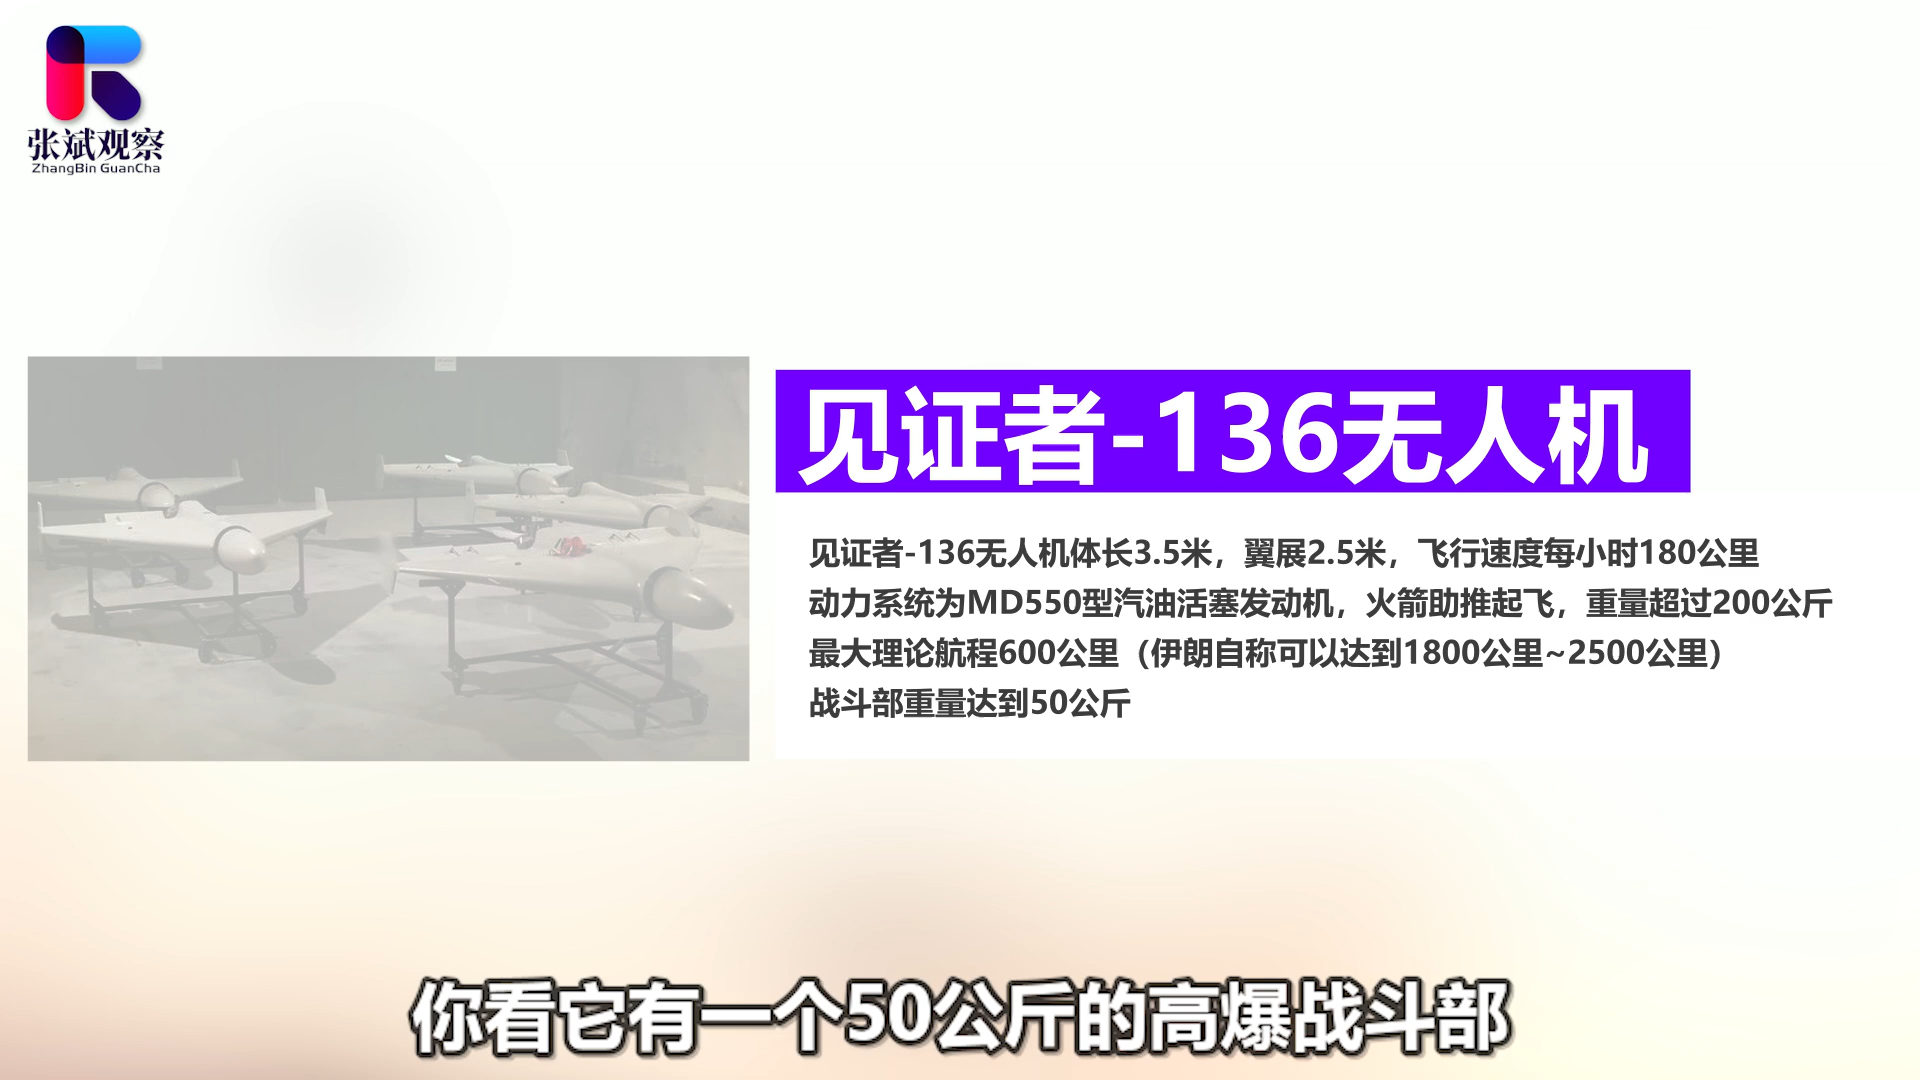 张斌观察
ZhangBin GuanCha
见证者-136无人机
见证者-136无人机体长3.5米，翼展2.5米，飞行速度每小时180公里
动力系统为MD550型汽油活塞发动机，火箭助推起飞，重量超过200公斤
最大理论航程600公里（伊朗自称可以达到1800公里~2500公里）
战斗部重量达到50公斤
你看它有一个50公斤的高爆战斗部